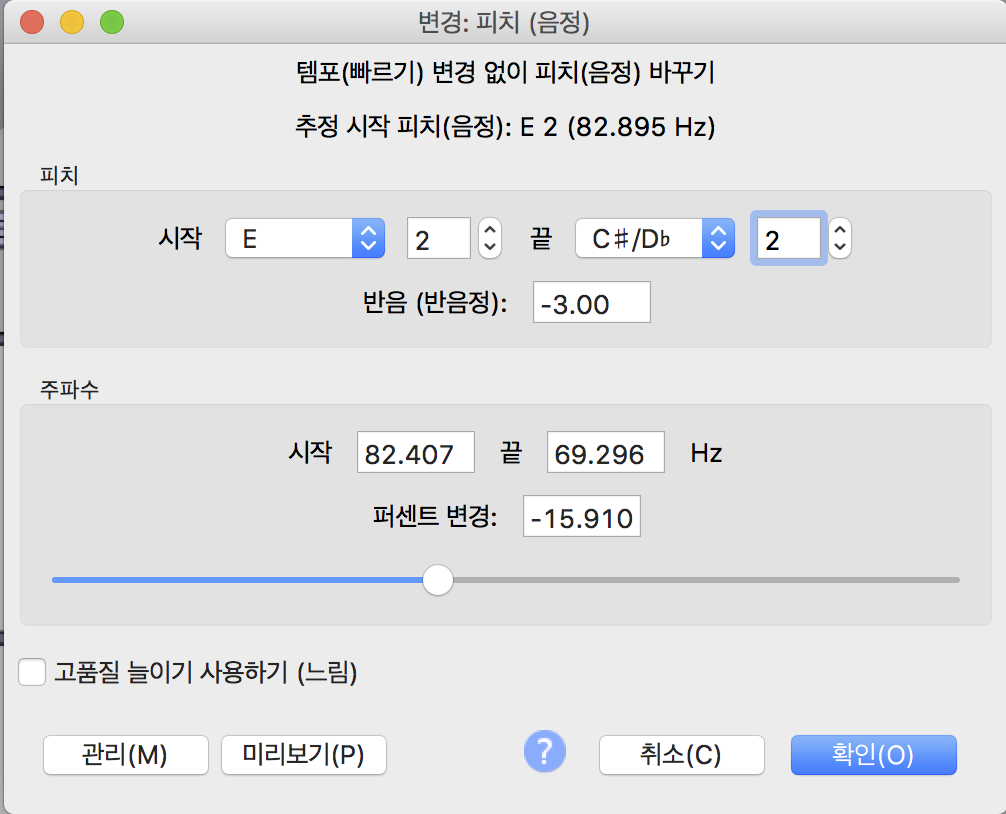 변경: 피치 (음정)
템포(빠르기) 변경 없이 피치(음정) 바꾸기
추정 시작 피치(음정): E 2 (82.895 Hz)
피치
시작 E 2 끝 C♯/D♭ 2
반음 (반음정): -3.00
주파수
시작 82.407 끝 69.296 Hz
퍼센트 변경: -15.910
고품질 늘이기 사용하기 (느림)
관리(M) 미리보기(P) ? 취소(C) 확인(O)